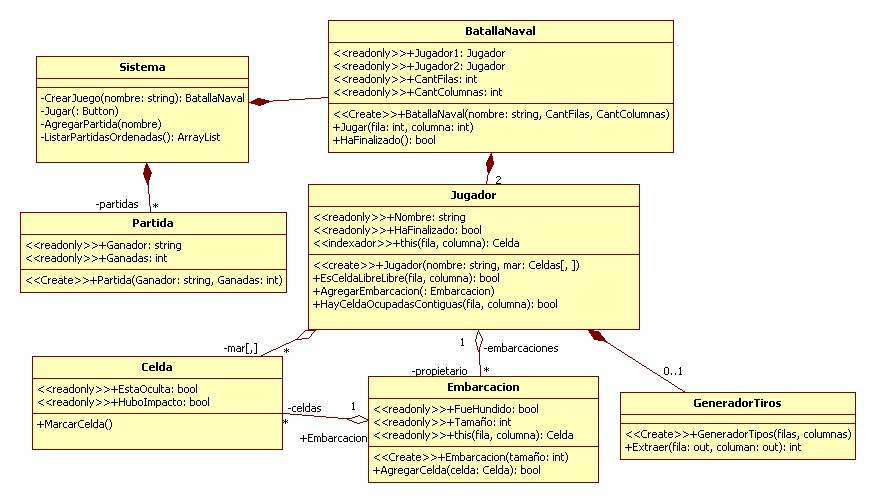 BatallaNaval
<<readonly>>+Jugador1: Jugador
<<readonly>>+Jugador2: Jugador
<<readonly>>+CantFilas: int
<<readonly>>+CantColumnas: int
<<Create>>+BatallaNaval(nombre: string, CantFilas, CantColumnas)
+Jugar(fila: int, columna: int)
+HaFinalizado(): bool
Sistema
-CrearJuego(nombre: string): BatallaNaval
-Jugar(: Button)
-AgregarPartida(nombre)
-ListarPartidasOrdenadas(): ArrayList
-partidas
*
2
Partida
<<readonly>>+Ganador: string
<<readonly>>+Ganadas: int
<<Create>>+Partida(Ganador: string, Ganadas: int)
Jugador
<<readonly>>+Nombre: string
<<readonly>>+HaFinalizado: bool
<<indexador>>+this(fila, columna): Celda
<<create>>+Jugador(nombre: string, mar: Celdas[, ])
+EsCeldaLibreLibre(fila, columna): bool
+AgregarEmbarcacion(: Embarcacion)
+HayCeldaOcupadasContiguas(fila, columna): bool
-mar[,]
*
1
-embarcaciones
-propietario
*
0..1
Celda
<<readonly>>+EstaOculta: bool
<<readonly>>+HuboImpacto: bool
+MarcarCelda()
-celdas
*
1
+Embarcacion
Embarcacion
<<readonly>>+FueHundido: bool
<<readonly>>+Tamaño: int
<<readonly>>+this(fila, columna): Celda
<<Create>>+Embarcacion(tamaño: int)
+AgregarCelda(celda: Celda): bool
GeneradorTiros
<<Create>>+GeneradorTipos(filas, columnas)
+Extraer(fila: out, columan: out): int